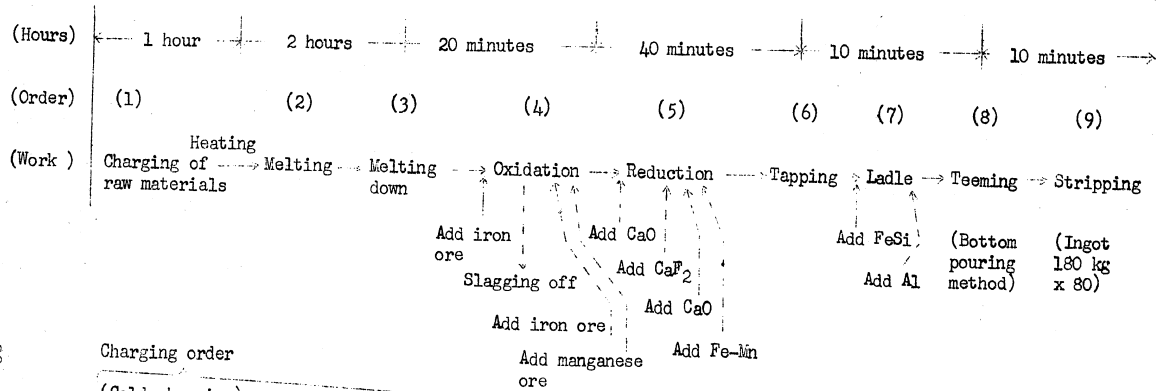 (Hours) 1 hour 2 hours 20 minutes 40 minutes 10 minutes 10 minutes
(Order) (1) (2) (3) (4) (5) (6) (7) (8) (9)
Heating
(Work ) Charging of Melting Melting Oxidation Reduction Tapping Ladle Teeming Stripping
raw materials down
Add iron Add CaO Add FeSi (Bottom (Ingot
ore pouring 180 kg
Add CaF2 Add Al method) x 80)
Slagging off
Add CaO
Add iron ore
Add manganese Add Fe-Mn
ore
Charging order